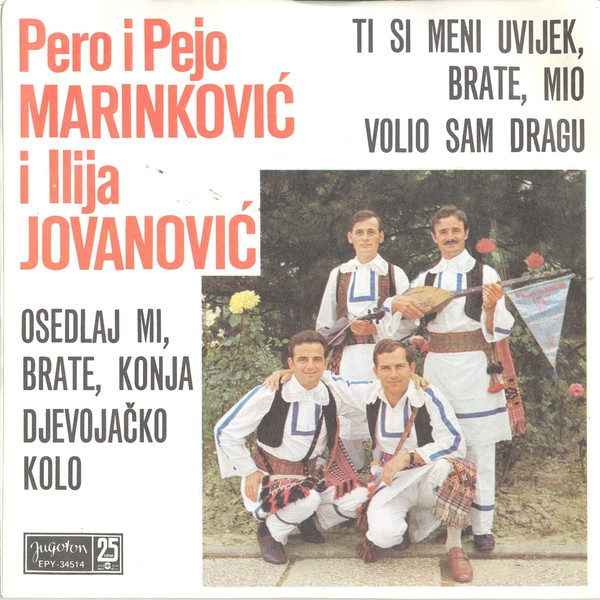 Pero i Pejo
MARINKOVIĆ
i Ilija
JOVANOVIĆ
TI SI MENI UVIJEK,
BRATE, MIO
VOLIO SAM DRAGU
OSEDLAJ MI,
BRATE, KONJA
DJEVOJAČKO
KOLO
Jugoton
EPY-34514
25